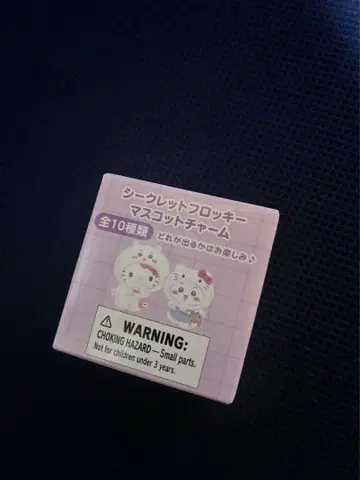 シークレットフロッキー
マスコットチャーム
全10種類
どれが出るかはお楽しみ♪
WARNING:
CHOKING HAZARD — Small parts.
Not for children under 3 years.